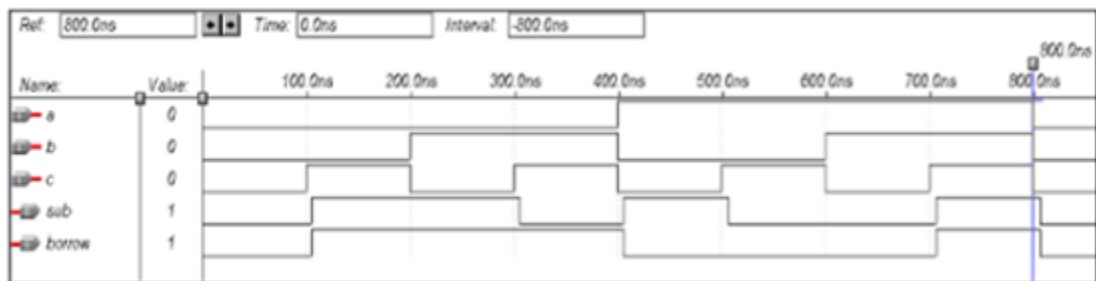 Ref: 800.0ns Time: 0.0ns Interval: -800.0ns
800.0ns
Name: Value: 100.0ns 200.0ns 300.0ns 400.0ns 500.0ns 600.0ns 700.0ns 800.0ns
a 0
b 0
c 0
sub 1
borrow 1